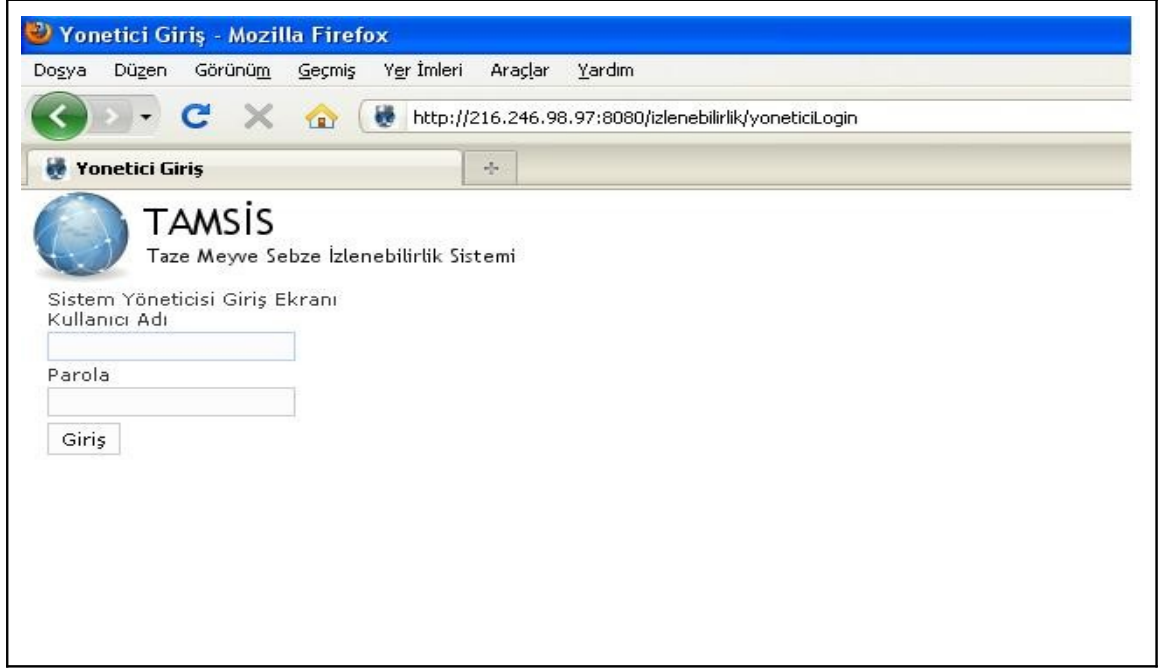 Yonetici Giriş - Mozilla Firefox
Dosya Düzen Görünüm Geçmiş Yer İmleri Araçlar Yardım
http://216.246.98.97:8080/izlenebilirlik/yoneticiLogin
Yonetici Giriş
TAMSİS
Taze Meyve Sebze İzlenebilirlik Sistemi
Sistem Yöneticisi Giriş Ekranı
Kullanıcı Adı
Parola
Giriş